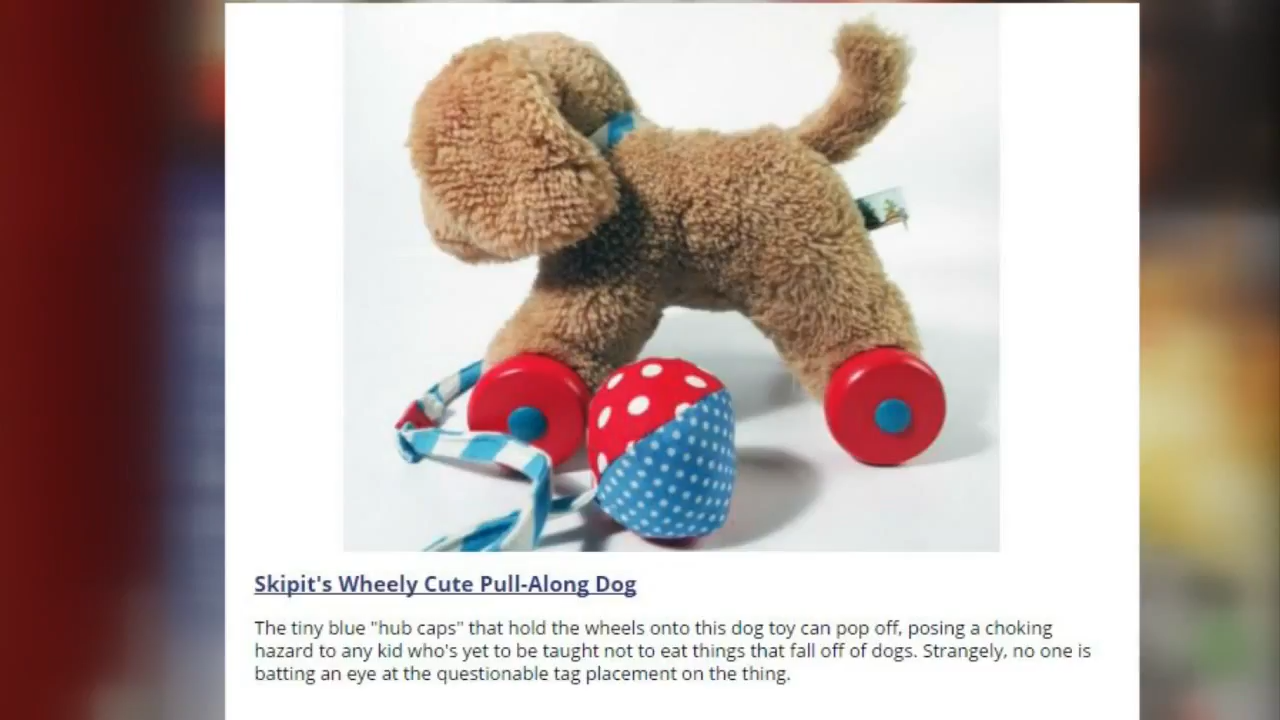 Skipit's Wheely Cute Pull-Along Dog
The tiny blue "hub caps" that hold the wheels onto this dog toy can pop off, posing a choking
hazard to any kid who's yet to be taught not to eat things that fall off of dogs. Strangely, no one is
batting an eye at the questionable tag placement on the thing.